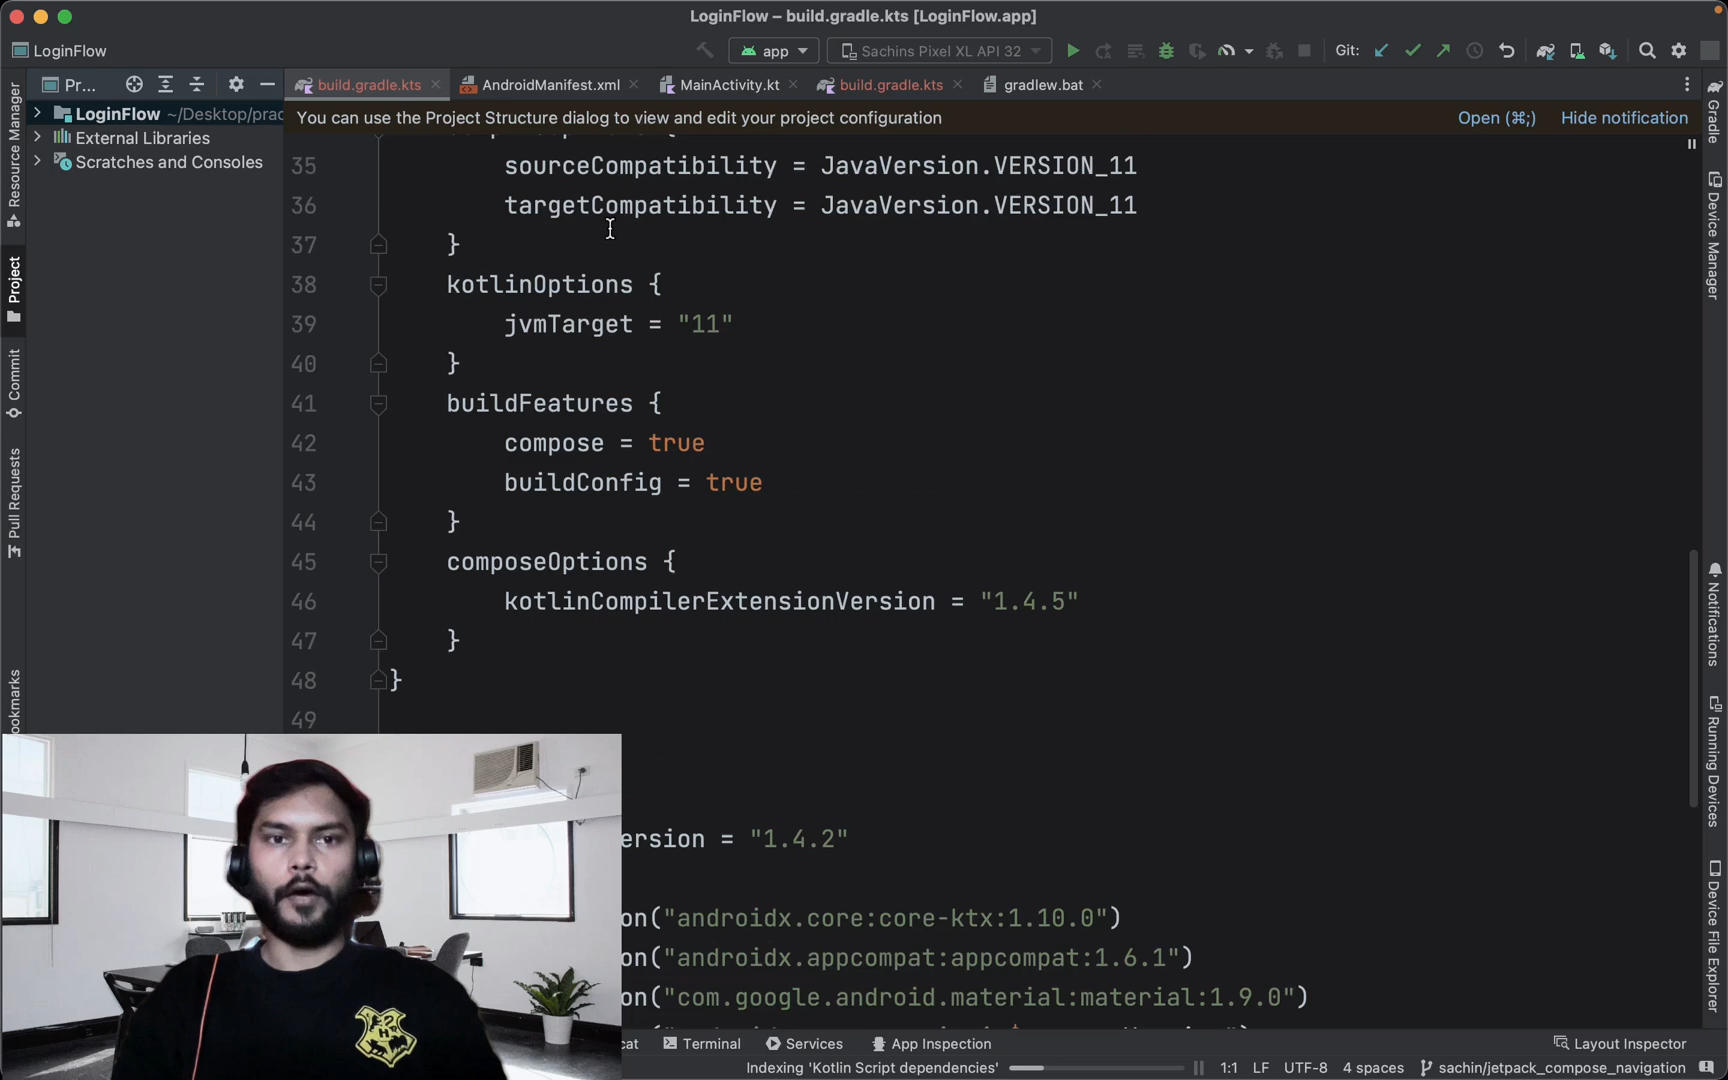 LoginFlow – build.gradle.kts [LoginFlow.app]
LoginFlow
app
Sachins Pixel XL API 32
Git:
Pr...
build.gradle.kts
AndroidManifest.xml
MainActivity.kt
build.gradle.kts
gradlew.bat
LoginFlow ~/Desktop/prac
External Libraries
Scratches and Consoles
You can use the Project Structure dialog to view and edit your project configuration
Open (⌘;)
Hide notification
35 sourceCompatibility = JavaVersion.VERSION_11
36 targetCompatibility = JavaVersion.VERSION_11
37 }
38 kotlinOptions {
39 jvmTarget = "11"
40 }
41 buildFeatures {
42 compose = true
43 buildConfig = true
44 }
45 composeOptions {
46 kotlinCompilerExtensionVersion = "1.4.5"
47 }
48 }
49
ersion = "1.4.2"
on("androidx.core:core-ktx:1.10.0")
on("androidx.appcompat:appcompat:1.6.1")
on("com.google.android.material:material:1.9.0")
Resource Manager
Project
Commit
Pull Requests
ookmarks
Gradle
Device Manager
Notifications
Running Devices
Device File Explorer
cat
Terminal
Services
App Inspection
Layout Inspector
Indexing 'Kotlin Script dependencies'
1:1
LF
UTF-8
4 spaces
sachin/jetpack_compose_navigation